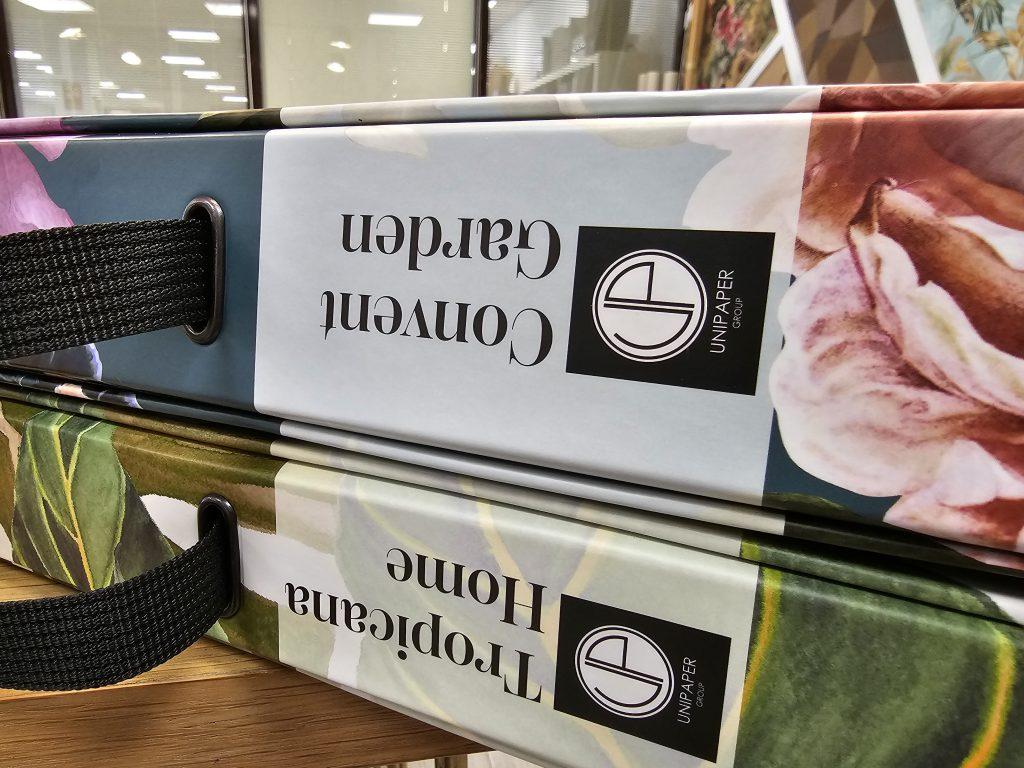 Convent
Garden
UNIPAPER
GROUP
Tropicana
Home
UNIPAPER
GROUP